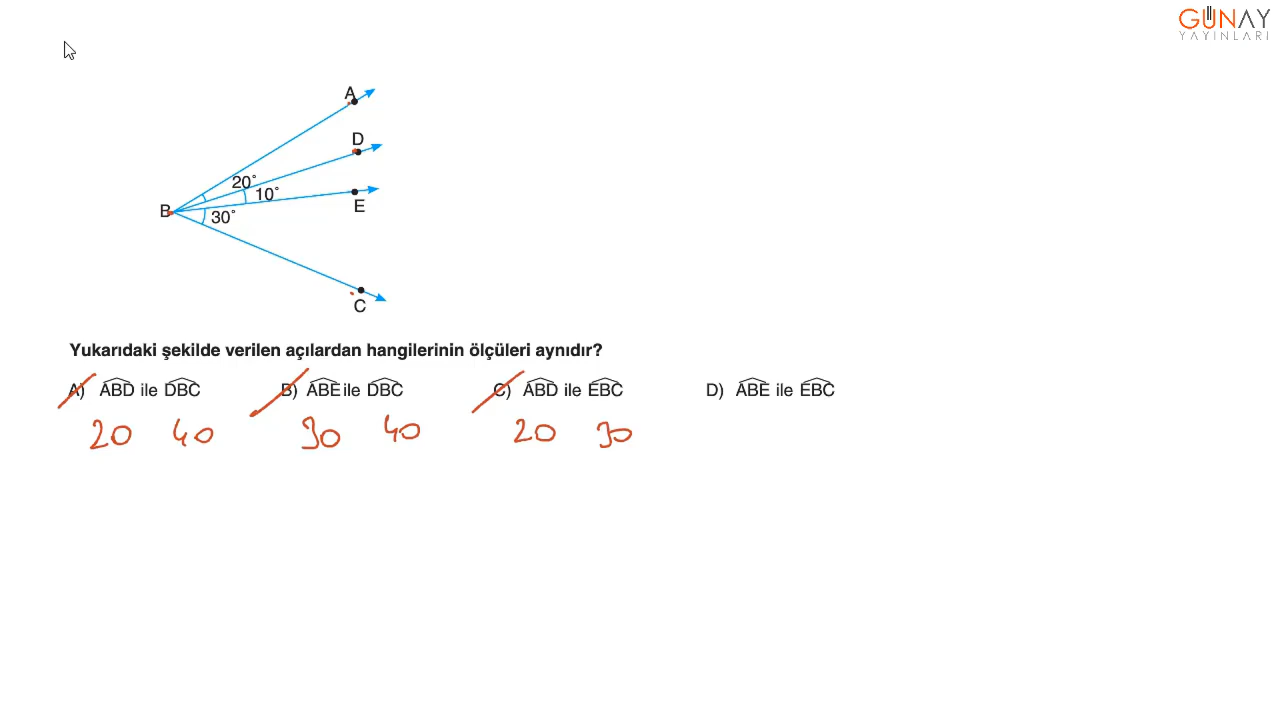 GÜNAY
YAYINLARI
A
D
20°
10°
B
E
30°
C
Yukarıdaki şekilde verilen açılardan hangilerinin ölçüleri aynıdır?
A) ABD ile DBC B) ABE ile DBC C) ABD ile EBC D) ABE ile EBC
20 40 30 40 20 30